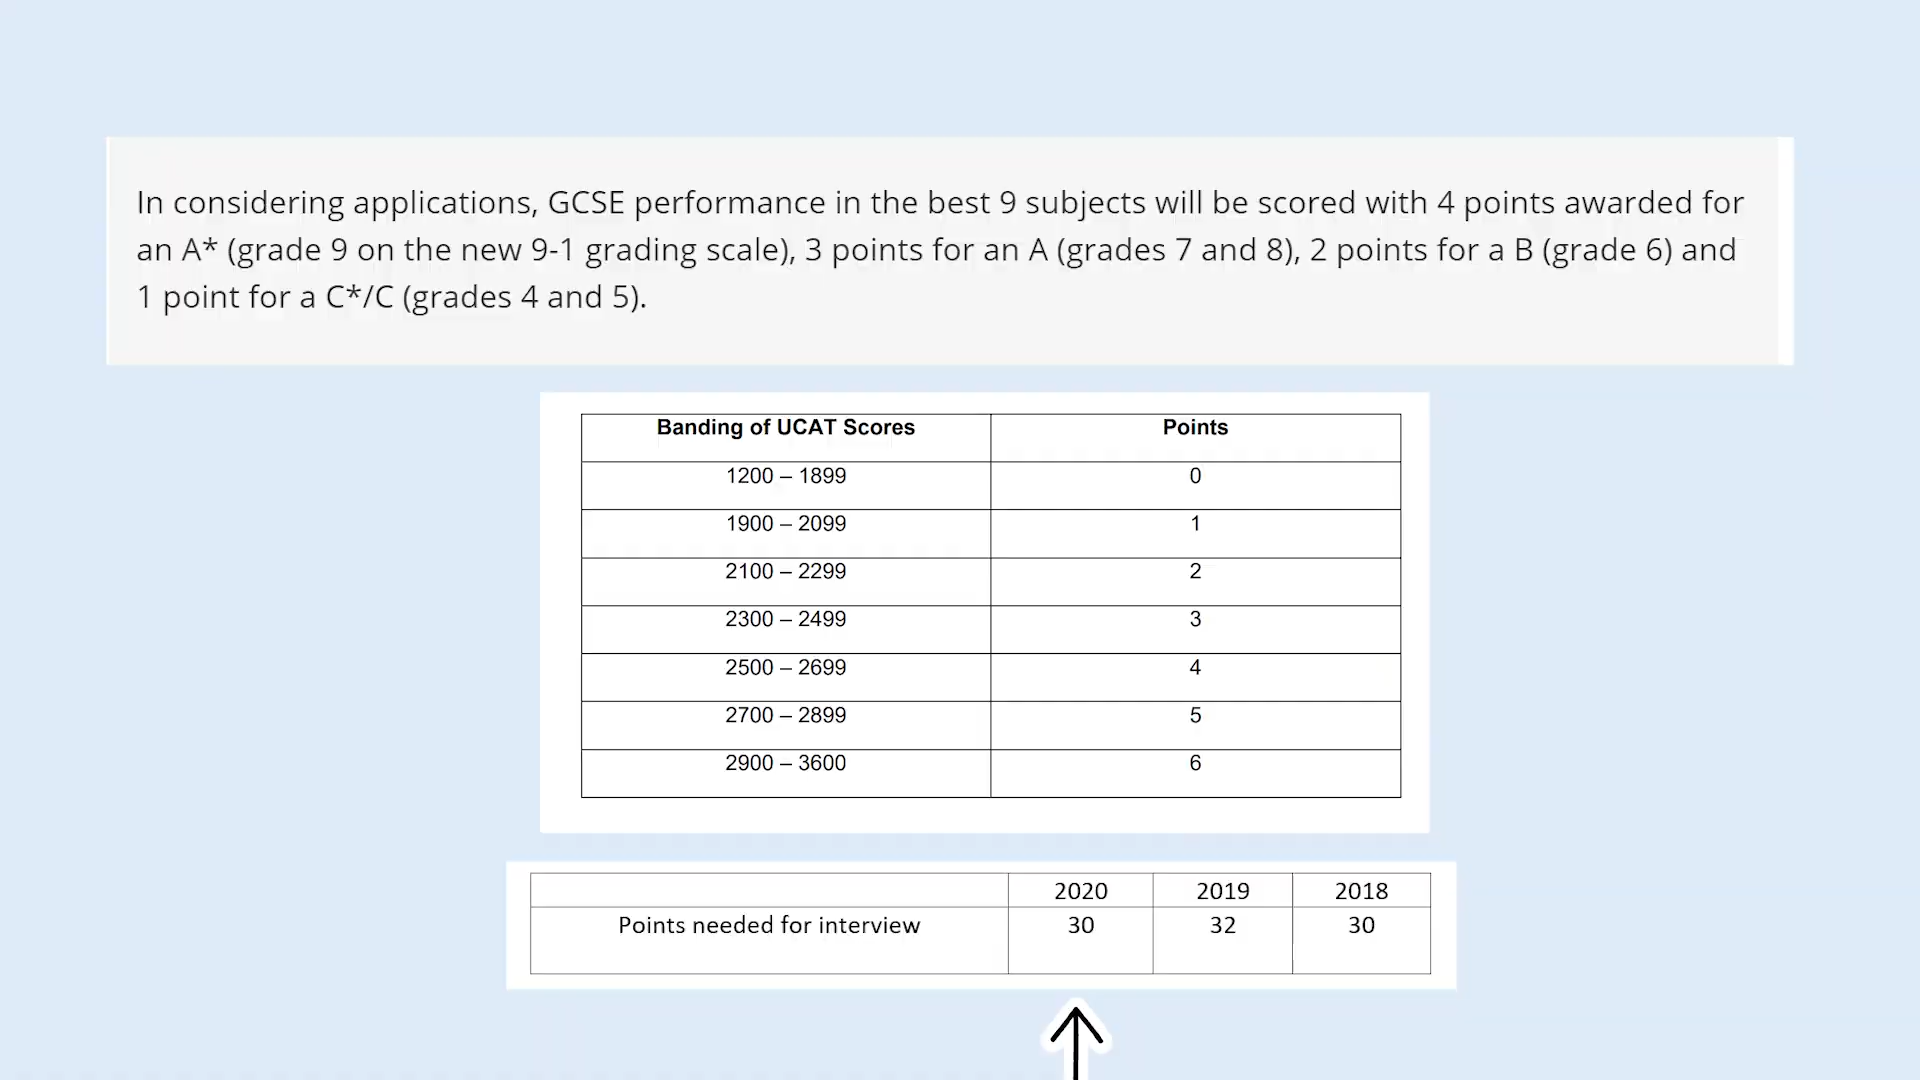 In considering applications, GCSE performance in the best 9 subjects will be scored with 4 points awarded for
an A* (grade 9 on the new 9-1 grading scale), 3 points for an A (grades 7 and 8), 2 points for a B (grade 6) and
1 point for a C*/C (grades 4 and 5).
Banding of UCAT Scores Points
1200 – 1899 0
1900 – 2099 1
2100 – 2299 2
2300 – 2499 3
2500 – 2699 4
2700 – 2899 5
2900 – 3600 6
2020 2019 2018
Points needed for interview 30 32 30